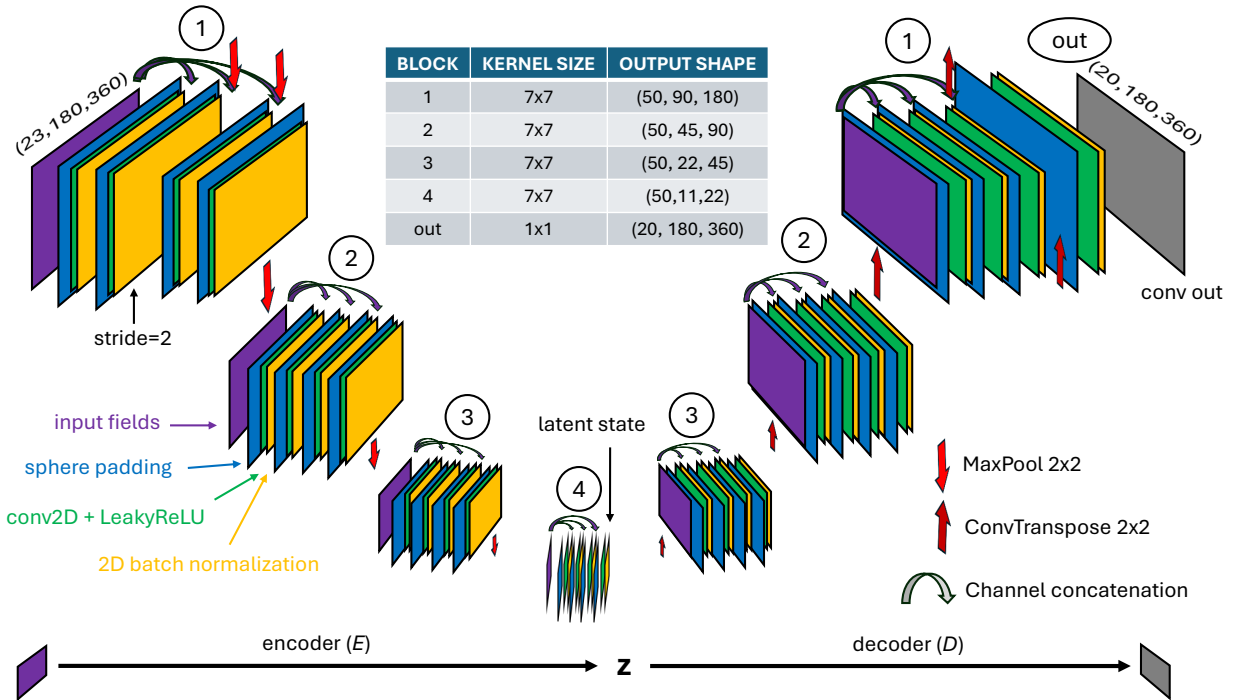 1
1
out
(23,180,360)
(20,180,360)
BLOCK KERNEL SIZE OUTPUT SHAPE
1 7x7 (50, 90, 180)
2 7x7 (50, 45, 90)
3 7x7 (50, 22, 45)
4 7x7 (50,11,22)
out 1x1 (20, 180, 360)
stride=2
2
2
conv out
input fields
sphere padding
conv2D + LeakyReLU
2D batch normalization
3
latent state
4
3
MaxPool 2x2
ConvTranspose 2x2
Channel concatenation
encoder (E)
z
decoder (D)